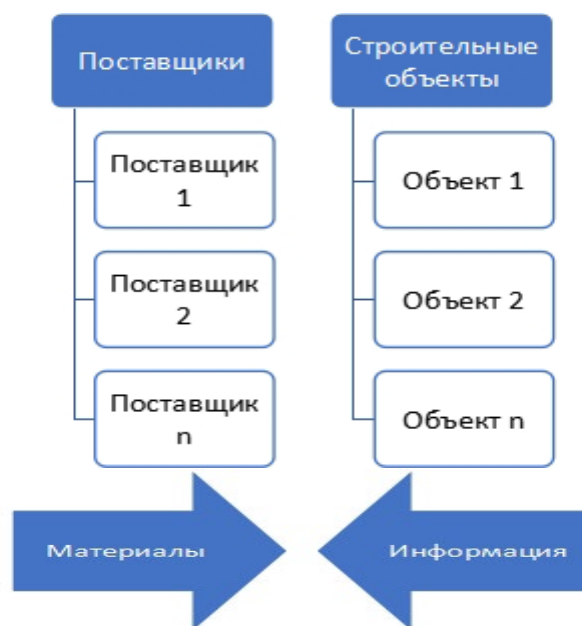 Поставщики
Поставщик
1
Поставщик
2
Поставщик
n
Строительные
объекты
Объект 1
Объект 2
Объект n
Материалы
Информация